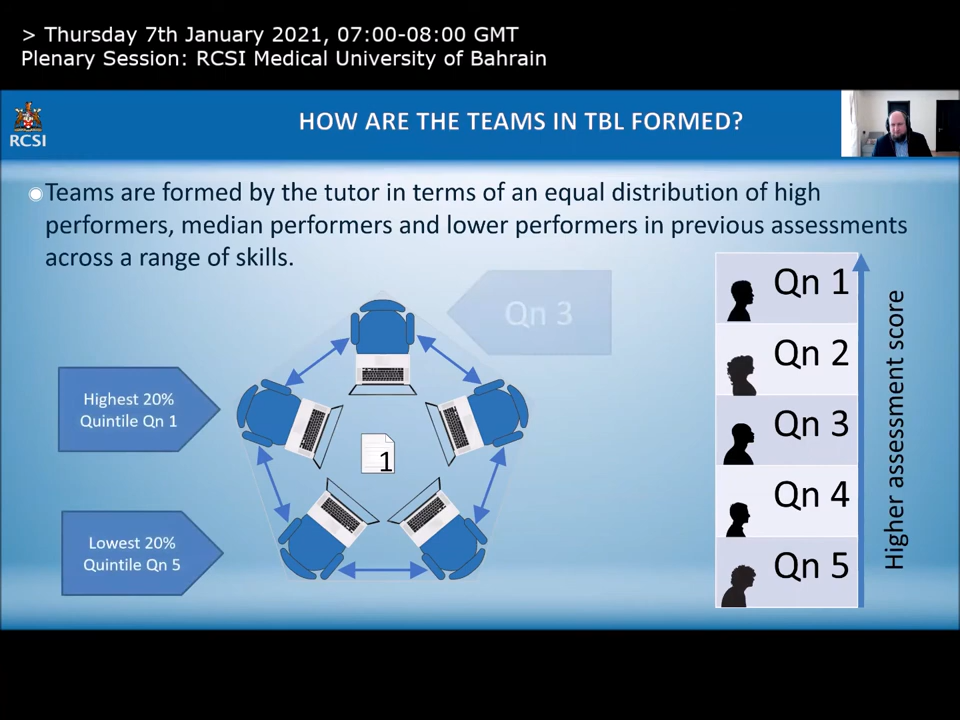 > Thursday 7th January 2021, 07:00-08:00 GMT
Plenary Session: RCSI Medical University of Bahrain
RCSI
HOW ARE THE TEAMS IN TBL FORMED?
Teams are formed by the tutor in terms of an equal distribution of high
performers, median performers and lower performers in previous assessments
across a range of skills.
Qn 3
Highest 20%
Quintile Qn 1
1
Lowest 20%
Quintile Qn 5
Qn 1
Qn 2
Qn 3
Qn 4
Qn 5
Higher assessment score